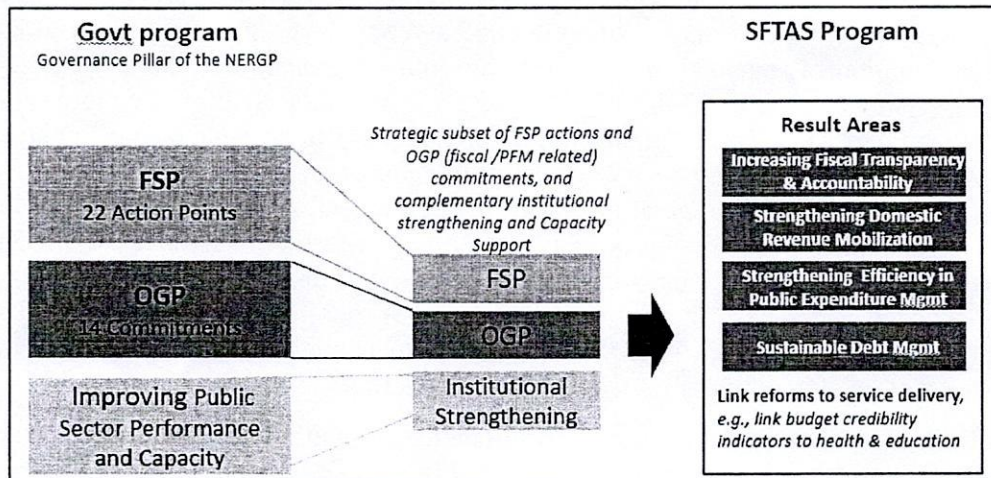 Govt program
Governance Pillar of the NERGP
FSP
22 Action Points
OGP
14 Commitments
Improving Public
Sector Performance
and Capacity
Strategic subset of FSP actions and
OGP (fiscal /PFM related)
commitments, and
complementary institutional
strengthening and Capacity
Support
FSP
OGP
Institutional
Strengthening
SFTAS Program
Result Areas
Increasing Fiscal Transparency
& Accountability
Strengthening Domestic
Revenue Mobilization
Strengthening Efficiency in
Public Expenditure Mgmt
Sustainable Debt Mgmt
Link reforms to service delivery,
e.g., link budget credibility
indicators to health & education